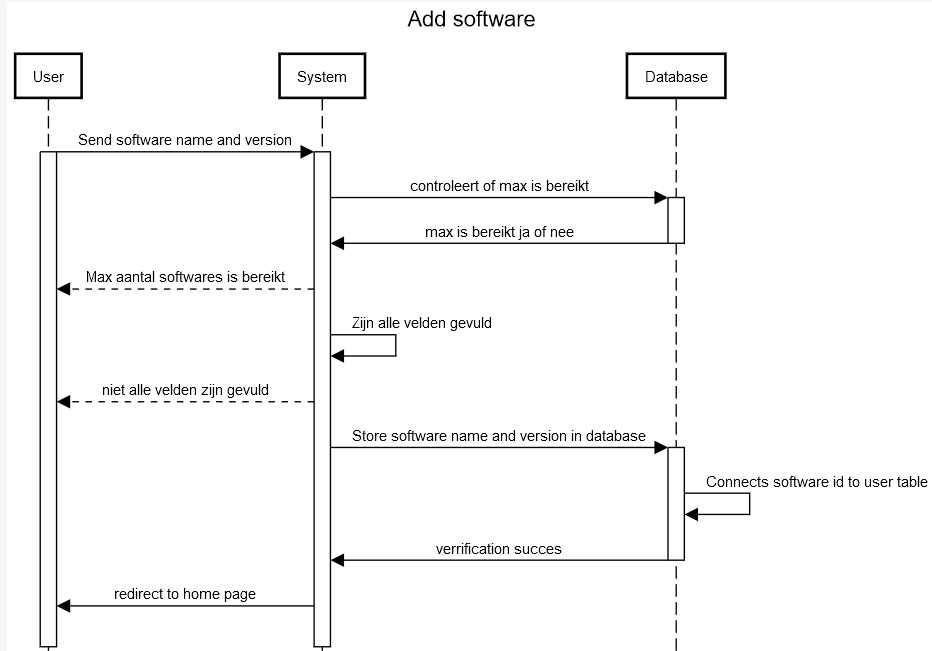 Add software
User
System
Database
Send software name and version
controleert of max is bereikt
max is bereikt ja of nee
Max aantal softwares is bereikt
Zijn alle velden gevuld
niet alle velden zijn gevuld
Store software name and version in database
Connects software id to user table
verrification succes
redirect to home page